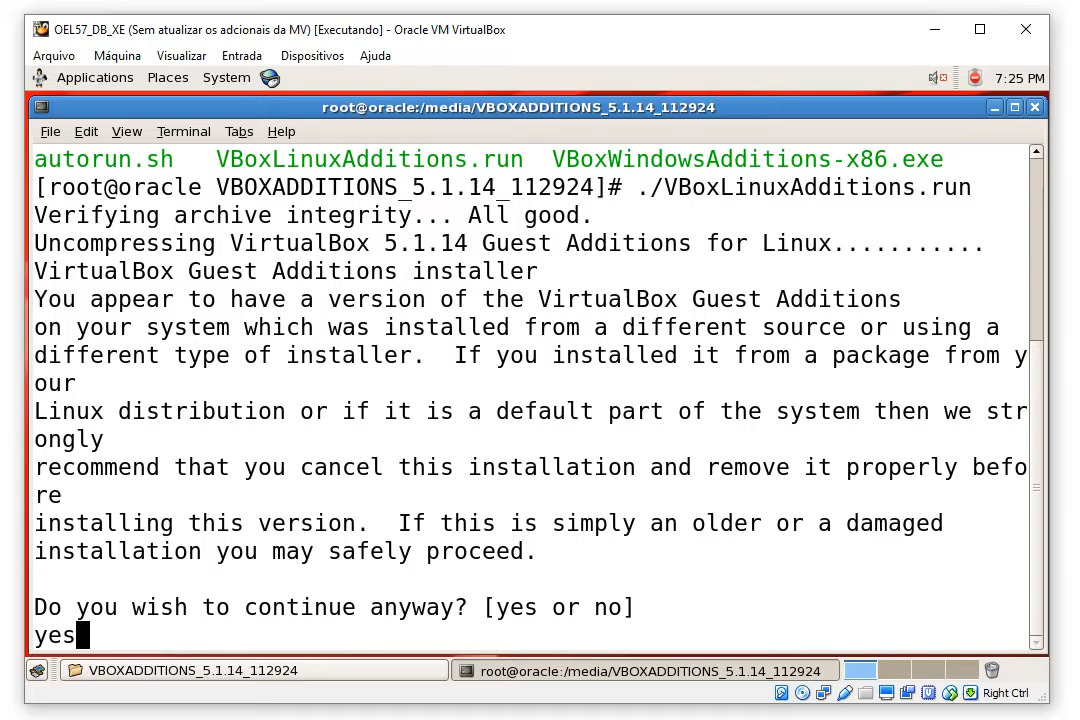 OEL57_DB_XE (Sem atualizar os adcionais da MV) [Executando] - Oracle VM VirtualBox
Arquivo Máquina Visualizar Entrada Dispositivos Ajuda
Applications Places System 7:25 PM
root@oracle:/media/VBOXADDITIONS_5.1.14_112924
File Edit View Terminal Tabs Help
autorun.sh VBoxLinuxAdditions.run VBoxWindowsAdditions-x86.exe
[root@oracle VBOXADDITIONS_5.1.14_112924]# ./VBoxLinuxAdditions.run
Verifying archive integrity... All good.
Uncompressing VirtualBox 5.1.14 Guest Additions for Linux...........
VirtualBox Guest Additions installer
You appear to have a version of the VirtualBox Guest Additions
on your system which was installed from a different source or using a
different type of installer.  If you installed it from a package from y
our
Linux distribution or if it is a default part of the system then we str
ongly
recommend that you cancel this installation and remove it properly befo
re
installing this version.  If this is simply an older or a damaged
installation you may safely proceed.
Do you wish to continue anyway? [yes or no]
yes
VBOXADDITIONS_5.1.14_112924 root@oracle:/media/VBOXADDITIONS_5.1.14_112924
Right Ctrl